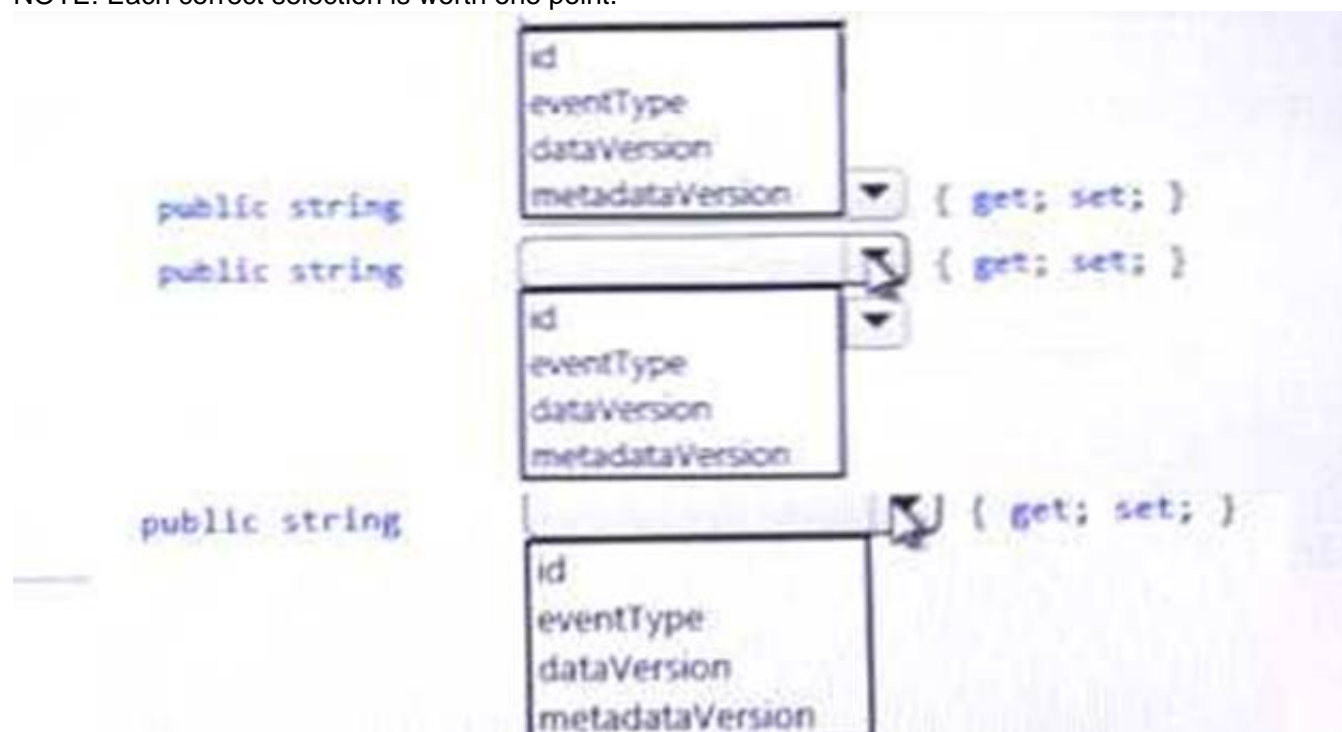 NOTE: Each correct selection is worth one point.
id
eventType
dataVersion
public string metadataVersion { get; set; }
public string { get; set; }
id
eventType
dataVersion
metadataVersion
public string { get; set; }
id
eventType
dataVersion
metadataVersion